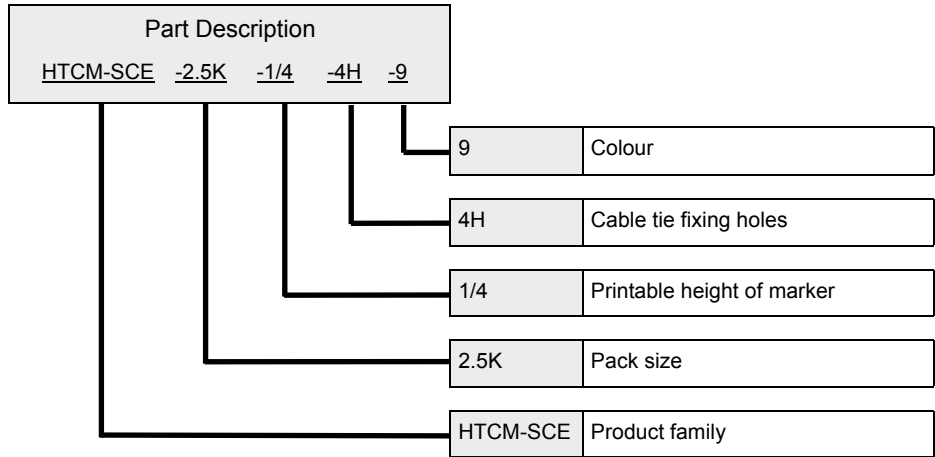 Part Description
HTCM-SCE -2.5K -1/4 -4H -9
9 Colour
4H Cable tie fixing holes
1/4 Printable height of marker
2.5K Pack size
HTCM-SCE Product family